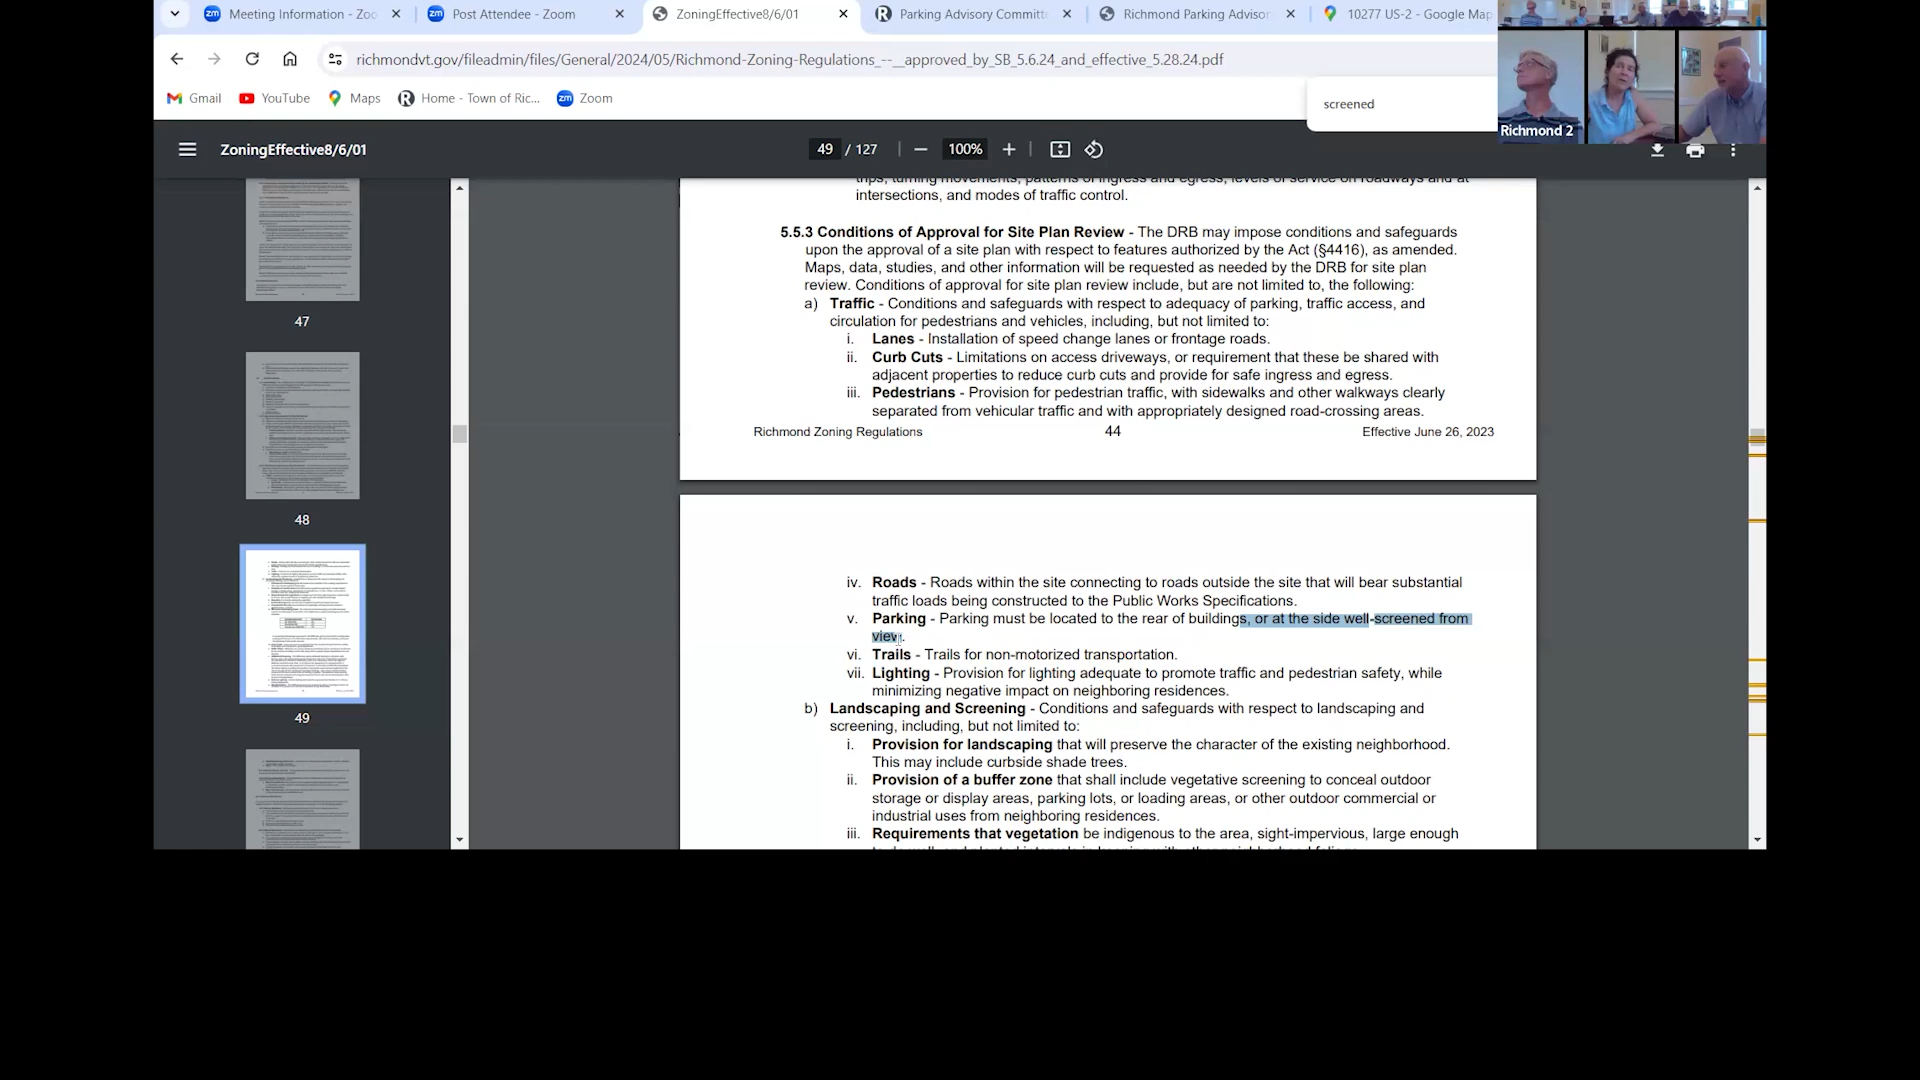 Meeting Information - Zoo
Post Attendee - Zoom
ZoningEffective8/6/01
Parking Advisory Committ
Richmond Parking Advisor
10277 US-2 - Google Map
richmondvt.gov/fileadmin/files/General/2024/05/Richmond-Zoning-Regulations_--__approved_by_SB_5.6.24_and_effective_5.28.24.pdf
Gmail
YouTube
Maps
Home - Town of Ric...
Zoom
screened
Richmond 2
ZoningEffective8/6/01
49 / 127
100%
trips, turning movements, patterns of ingress and egress, levels of service on roadways and at
intersections, and modes of traffic control.
5.5.3 Conditions of Approval for Site Plan Review - The DRB may impose conditions and safeguards
upon the approval of a site plan with respect to features authorized by the Act (§4416), as amended.
Maps, data, studies, and other information will be requested as needed by the DRB for site plan
review. Conditions of approval for site plan review include, but are not limited to, the following:
a) Traffic - Conditions and safeguards with respect to adequacy of parking, traffic access, and
circulation for pedestrians and vehicles, including, but not limited to:
i. Lanes - Installation of speed change lanes or frontage roads.
ii. Curb Cuts - Limitations on access driveways, or requirement that these be shared with
adjacent properties to reduce curb cuts and provide for safe ingress and egress.
iii. Pedestrians - Provision for pedestrian traffic, with sidewalks and other walkways clearly
separated from vehicular traffic and with appropriately designed road-crossing areas.
Richmond Zoning Regulations 44 Effective June 26, 2023
iv. Roads - Roads within the site connecting to roads outside the site that will bear substantial
traffic loads being constructed to the Public Works Specifications.
v. Parking - Parking must be located to the rear of buildings, or at the side well-screened from
view.
vi. Trails - Trails for non-motorized transportation.
vii. Lighting - Provision for lighting adequate to promote traffic and pedestrian safety, while
minimizing negative impact on neighboring residences.
b) Landscaping and Screening - Conditions and safeguards with respect to landscaping and
screening, including, but not limited to:
i. Provision for landscaping that will preserve the character of the existing neighborhood.
This may include curbside shade trees.
ii. Provision of a buffer zone that shall include vegetative screening to conceal outdoor
storage or display areas, parking lots, or loading areas, or other outdoor commercial or
industrial uses from neighboring residences.
iii. Requirements that vegetation be indigenous to the area, sight-impervious, large enough
47
48
49